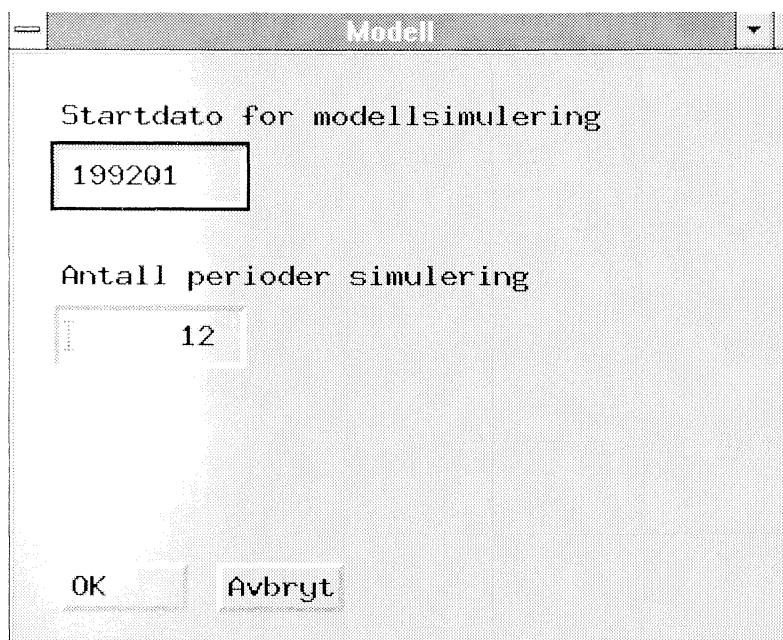 Modell
Startdato for modellsimulering
199201
Antall perioder simulering
12
OK Avbryt